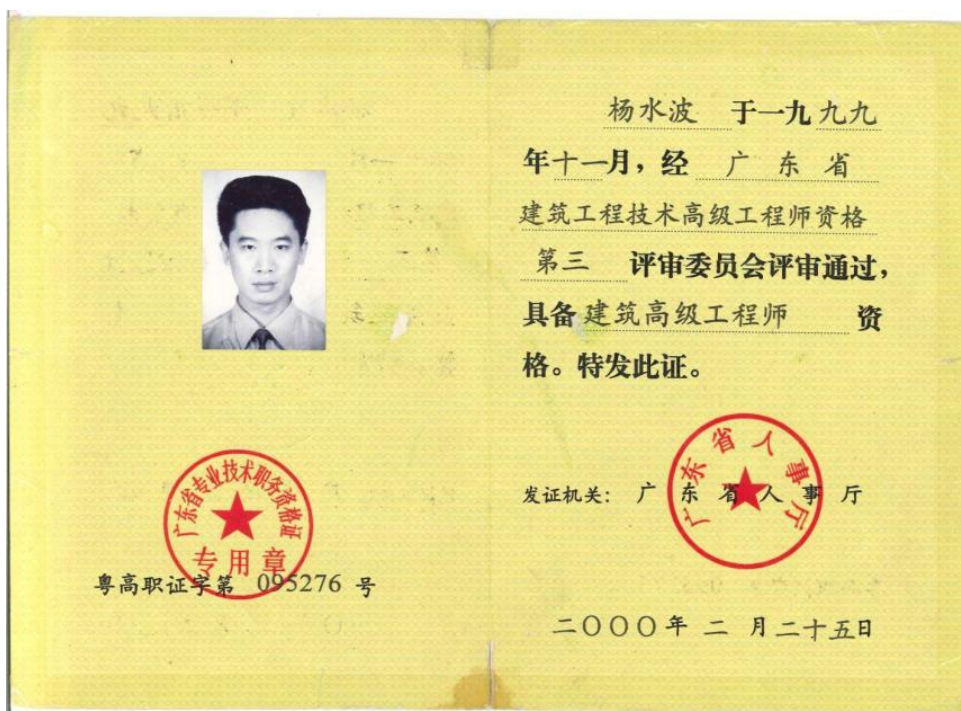 广东省专业技术职务资格证
专用章
粤高职证字第 095276 号
杨水波 于一九九九
年十一月，经 广东省
建筑工程技术高级工程师资格
第三 评审委员会评审通过，
具备建筑高级工程师 资
格。特发此证。
广东省人事厅
发证机关：广东省人事厅
二〇〇〇年二月二十五日